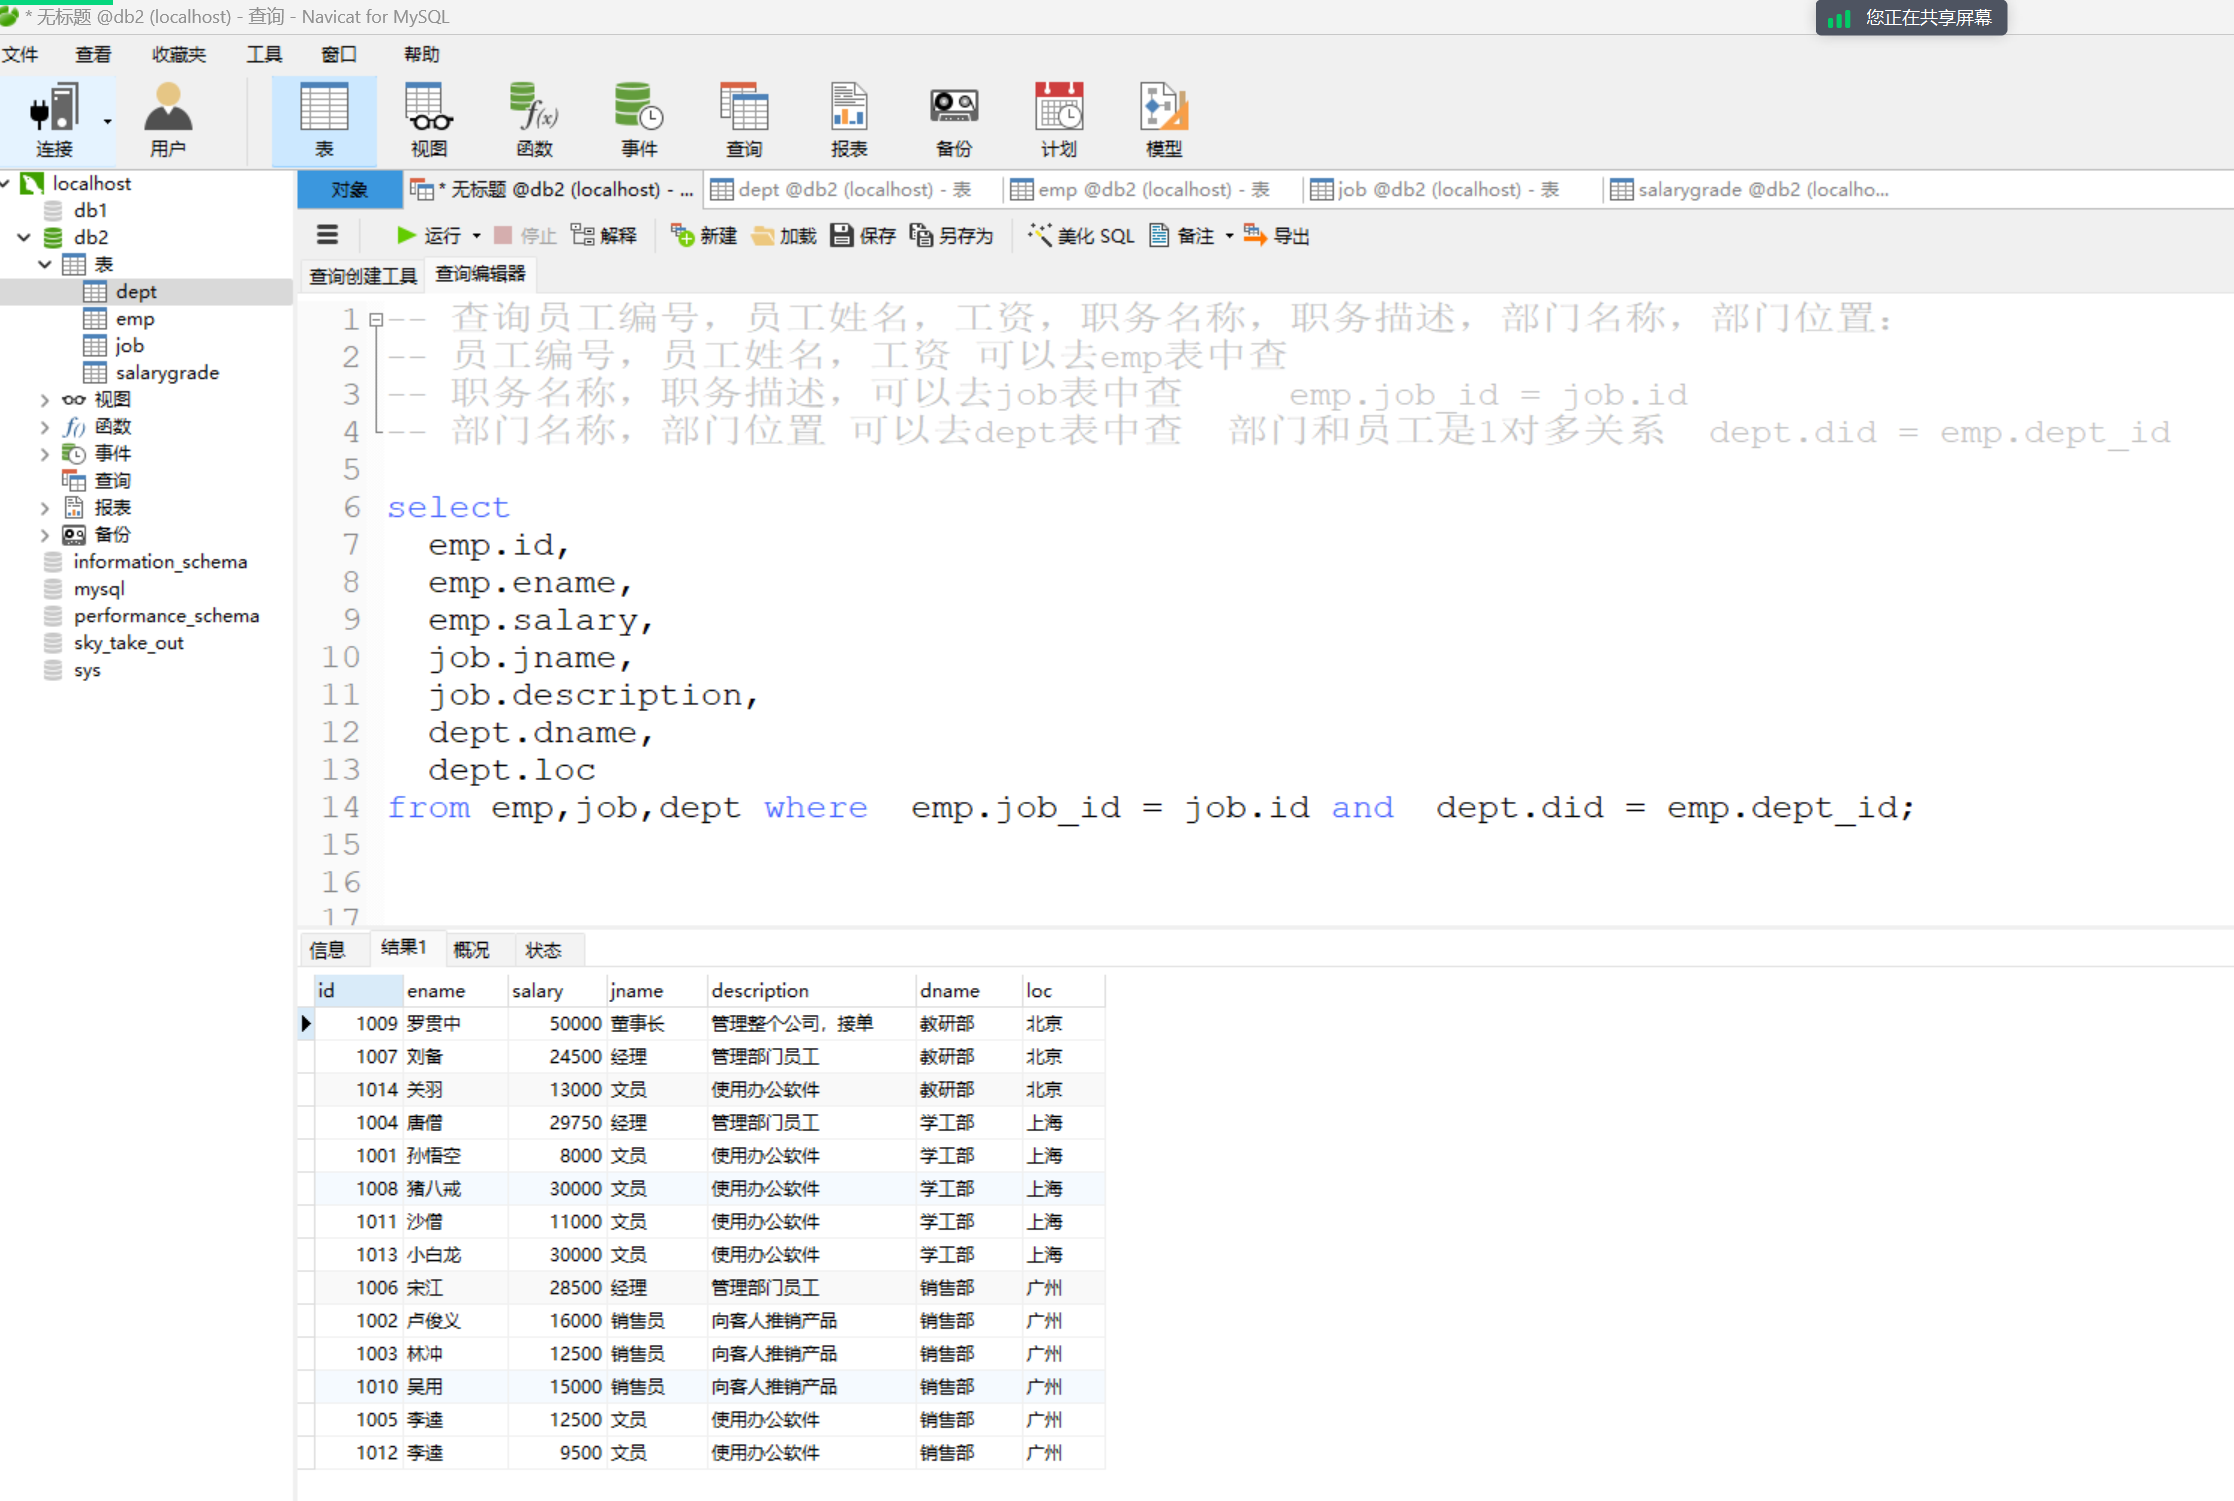 * 无标题 @db2 (localhost) - 查询 - Navicat for MySQL
您正在共享屏幕
文件 查看 收藏夹 工具 窗口 帮助
连接 用户 表 视图 函数 事件 查询 报表 备份 计划 模型
对象 * 无标题 @db2 (localhost) - ... dept @db2 (localhost) - 表 emp @db2 (localhost) - 表 job @db2 (localhost) - 表 salarygrade @db2 (localho...
运行 停止 解释 新建 加载 保存 另存为 美化 SQL 备注 导出
查询创建工具 查询编辑器
localhost
db1
db2
表
dept
emp
job
salarygrade
视图
函数
事件
查询
报表
备份
information_schema
mysql
performance_schema
sky_take_out
sys
1 -- 查询员工编号，员工姓名，工资，职务名称，职务描述，部门名称，部门位置：
2 -- 员工编号，员工姓名，工资 可以去emp表中查
3 -- 职务名称，职务描述，可以去job表中查 emp.job_id = job.id
4 -- 部门名称，部门位置 可以去dept表中查 部门和员工是1对多关系 dept.did = emp.dept_id
5
6 select
7 emp.id,
8 emp.ename,
9 emp.salary,
10 job.jname,
11 job.description,
12 dept.dname,
13 dept.loc
14 from emp,job,dept where emp.job_id = job.id and dept.did = emp.dept_id;
15
16
17
信息 结果1 概况 状态
id ename salary jname description dname loc
1009 罗贯中 50000 董事长 管理整个公司，接单 教研部 北京
1007 刘备 24500 经理 管理部门员工 教研部 北京
1014 关羽 13000 文员 使用办公软件 教研部 北京
1004 唐僧 29750 经理 管理部门员工 学工部 上海
1001 孙悟空 8000 文员 使用办公软件 学工部 上海
1008 猪八戒 30000 文员 使用办公软件 学工部 上海
1011 沙僧 11000 文员 使用办公软件 学工部 上海
1013 小白龙 30000 文员 使用办公软件 学工部 上海
1006 宋江 28500 经理 管理部门员工 销售部 广州
1002 卢俊义 16000 销售员 向客人推销产品 销售部 广州
1003 林冲 12500 销售员 向客人推销产品 销售部 广州
1010 吴用 15000 销售员 向客人推销产品 销售部 广州
1005 李逵 12500 文员 使用办公软件 销售部 广州
1012 李逵 9500 文员 使用办公软件 销售部 广州